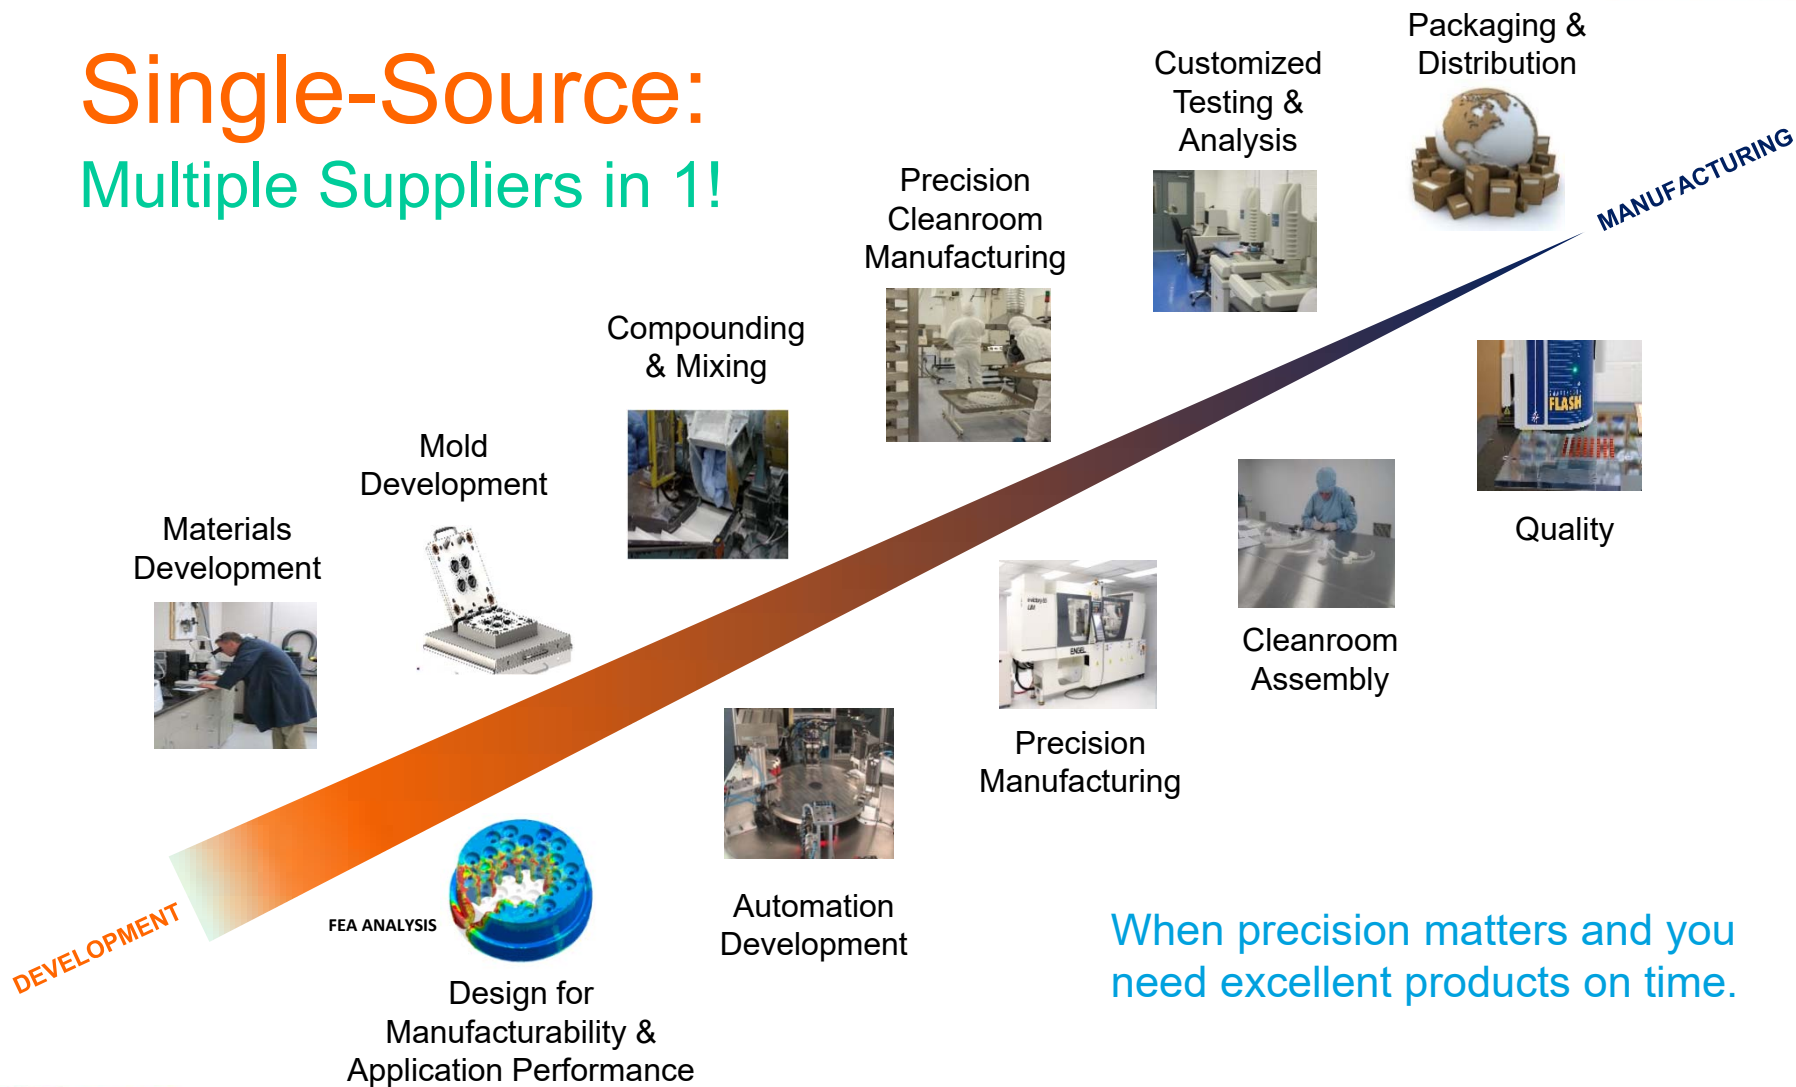 Single-Source:
Multiple Suppliers in 1!
Packaging &
Distribution
Customized
Testing &
Analysis
MANUFACTURING
Precision
Cleanroom
Manufacturing
Compounding
& Mixing
Mold
Development
Materials
Development
FLASH
Quality
ENGEL
Cleanroom
Assembly
Precision
Manufacturing
Automation
Development
DEVELOPMENT
FEA ANALYSIS
Design for
Manufacturability &
Application Performance
When precision matters and you
need excellent products on time.